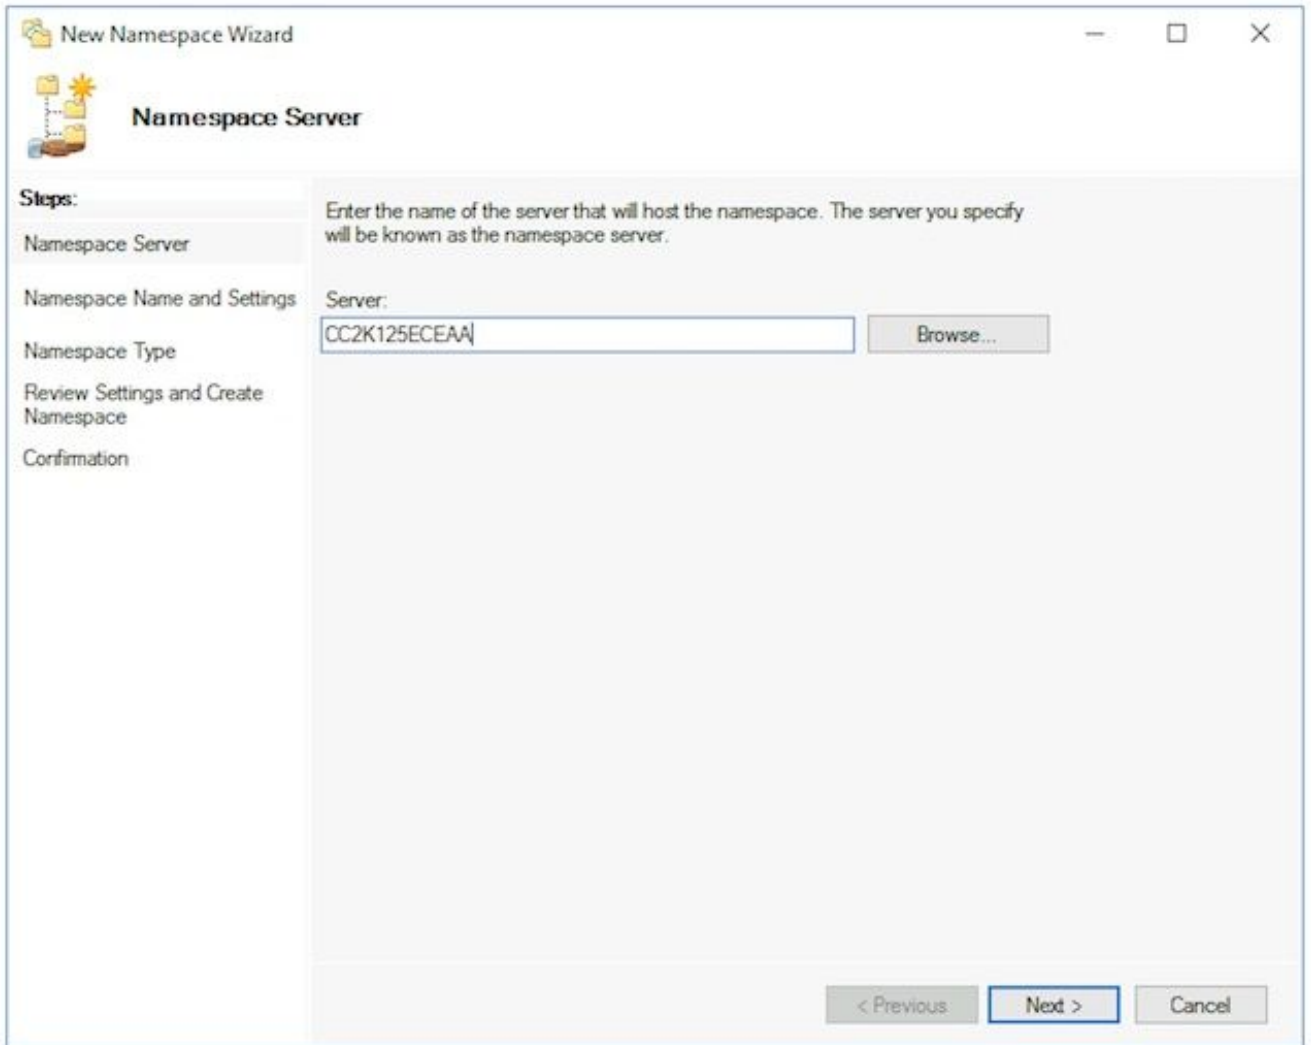 New Namespace Wizard
Namespace Server
Steps:
Namespace Server
Namespace Name and Settings
Namespace Type
Review Settings and Create
Namespace
Confirmation
Enter the name of the server that will host the namespace. The server you specify
will be known as the namespace server.
Server:
CC2K125ECEAA
Browse...
< Previous
Next >
Cancel